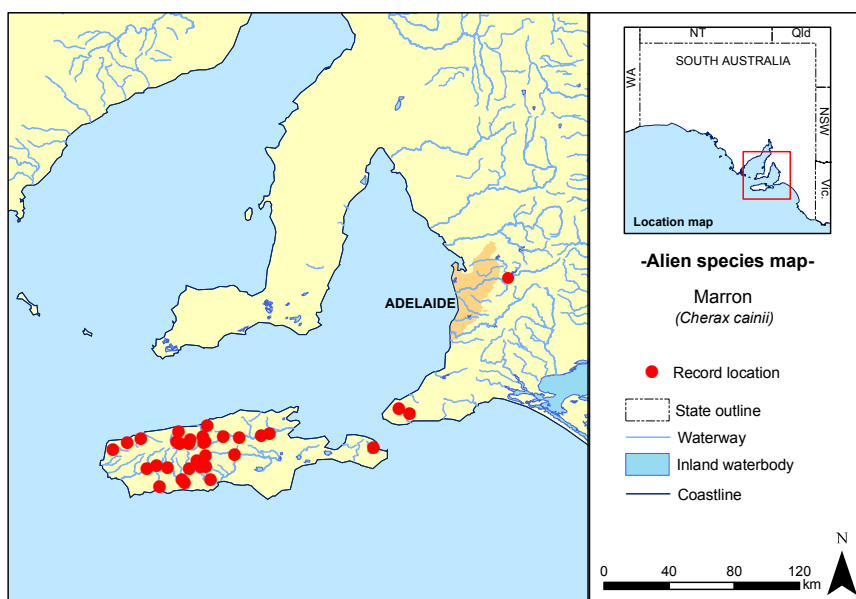 ADELAIDE
NT
Qld
SOUTH AUSTRALIA
WA
NSW
Vic.
Location map
-Alien species map-
Marron
(Cherax cainii)
Record location
State outline
Waterway
Inland waterbody
Coastline
N
0 40 80 120
km